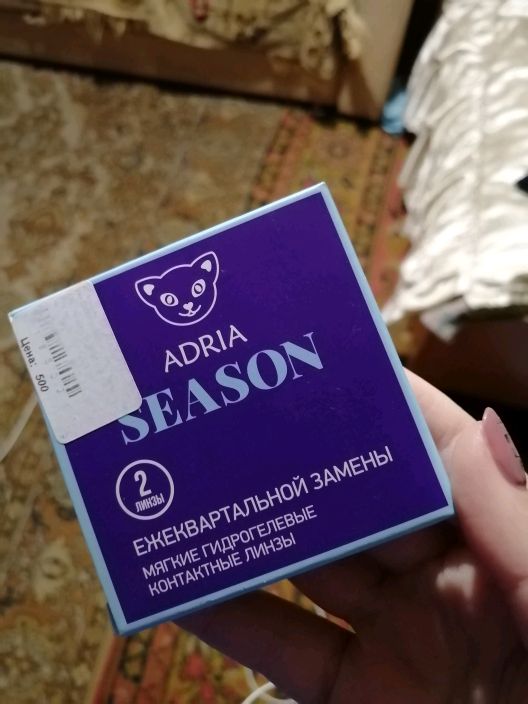 Цена: 500
ADRIA
SEASON
2
ЛИНЗЫ
ЕЖЕКВАРТАЛЬНОЙ ЗАМЕНЫ
МЯГКИЕ ГИДРОГЕЛЕВЫЕ
КОНТАКТНЫЕ ЛИНЗЫ